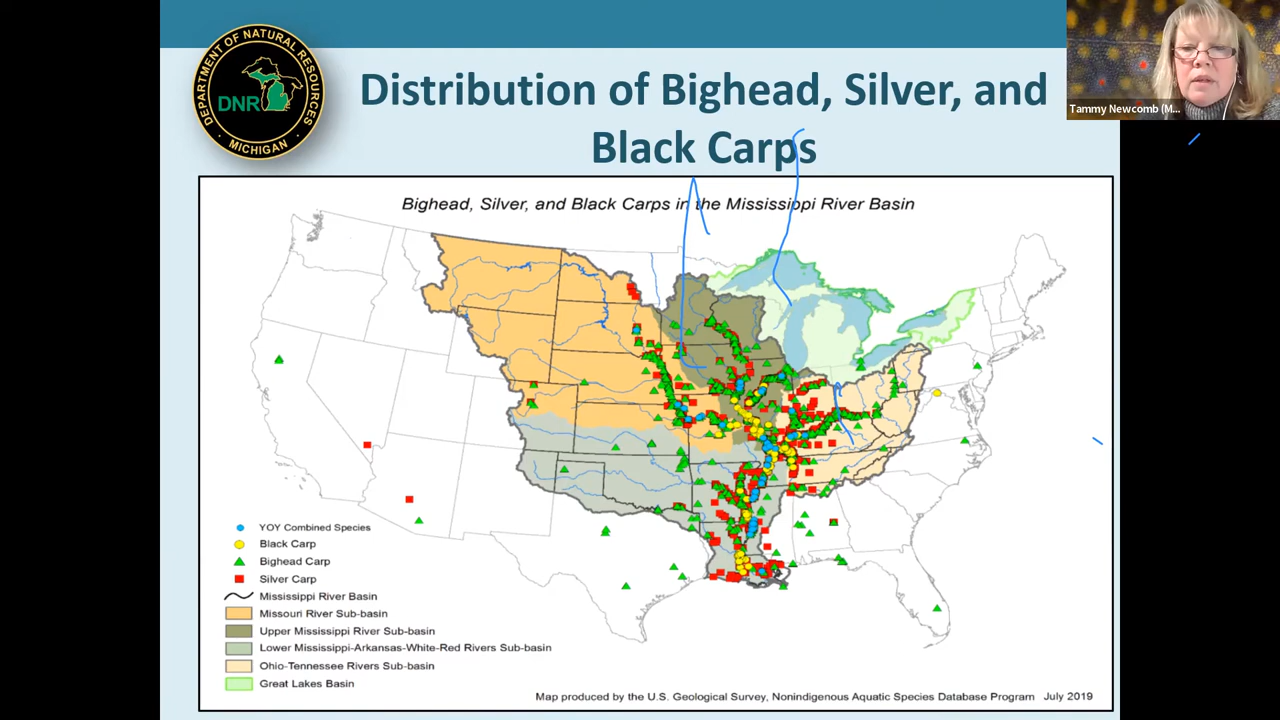 DEPARTMENT OF NATURAL RESOURCES
DNR
MICHIGAN
Distribution of Bighead, Silver, and
Black Carps
Tammy Newcomb (M...
Bighead, Silver, and Black Carps in the Mississippi River Basin
YOY Combined Species
Black Carp
Bighead Carp
Silver Carp
Mississippi River Basin
Missouri River Sub-basin
Upper Mississippi River Sub-basin
Lower Mississippi-Arkansas-White-Red Rivers Sub-basin
Ohio-Tennessee Rivers Sub-basin
Great Lakes Basin
Map produced by the U.S. Geological Survey, Nonindigenous Aquatic Species Database Program July 2019